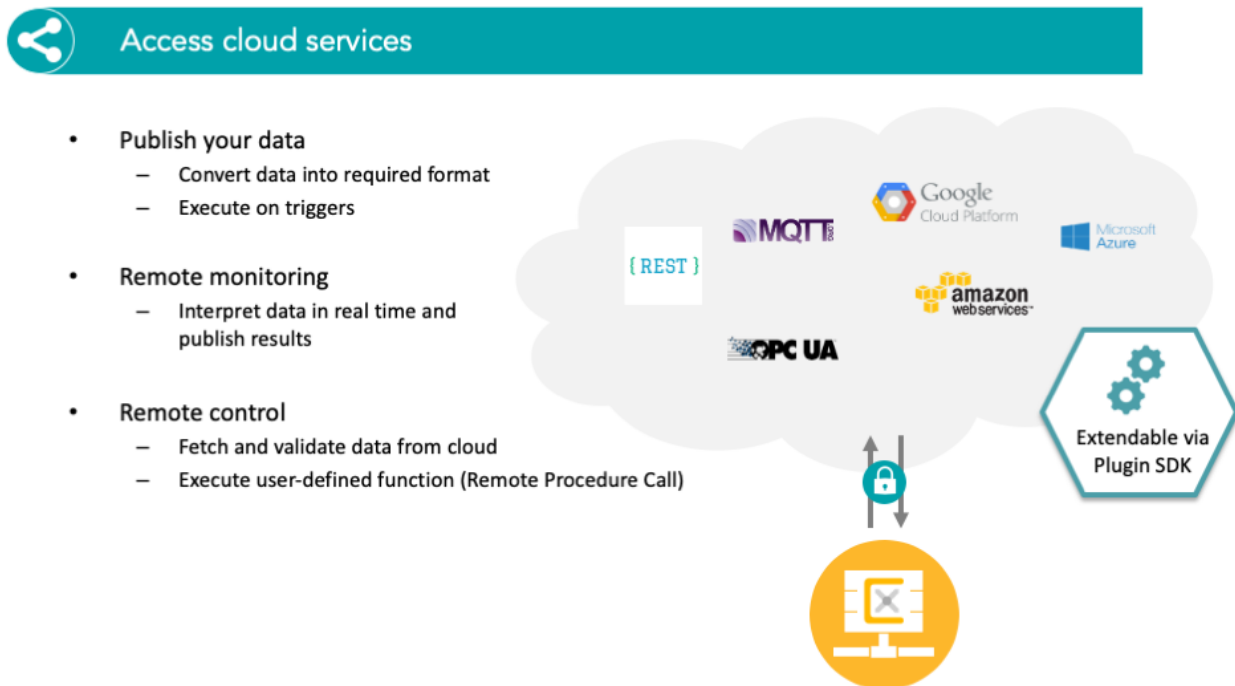 Access cloud services
• Publish your data
– Convert data into required format
– Execute on triggers
• Remote monitoring
– Interpret data in real time and
publish results
• Remote control
– Fetch and validate data from cloud
– Execute user-defined function (Remote Procedure Call)
{ REST }
MQTT.ORG
Google
Cloud Platform
Microsoft
Azure
amazon
webservices™
OPC UA
Extendable via
Plugin SDK